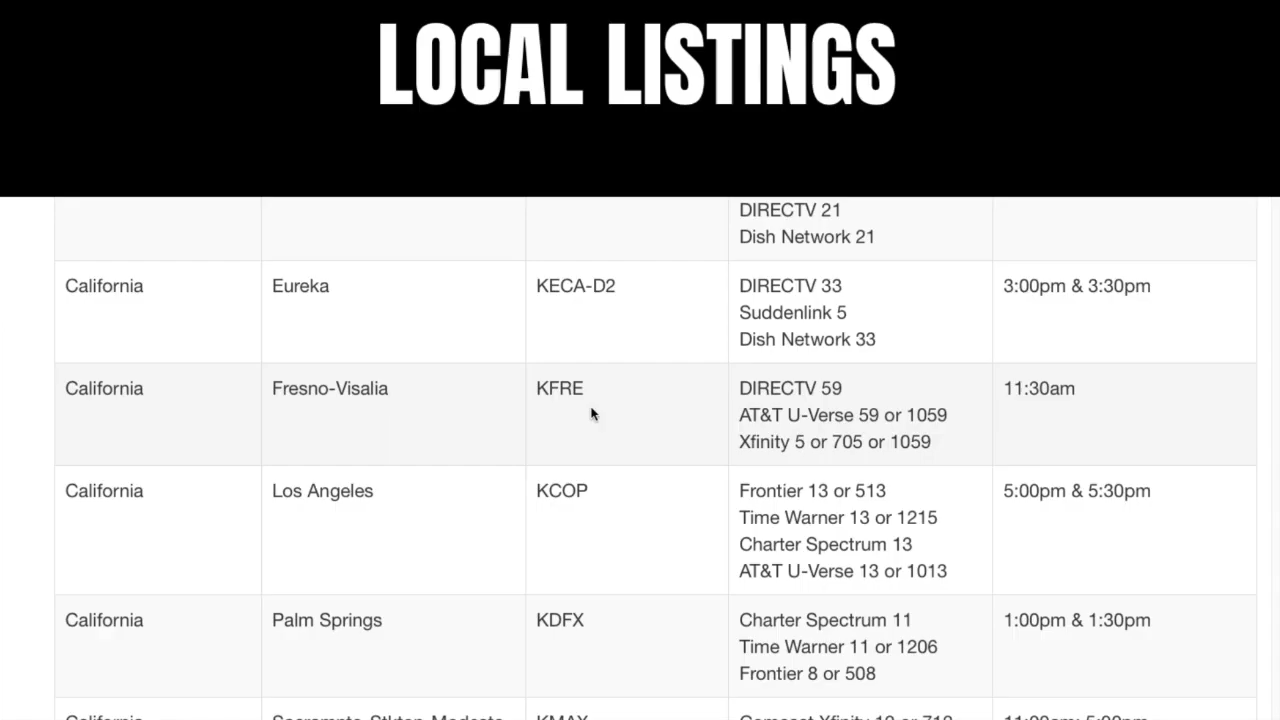 LOCAL LISTINGS
DIRECTV 21
Dish Network 21
California
Eureka
KECA-D2
DIRECTV 33
Suddenlink 5
Dish Network 33
3:00pm & 3:30pm
California
Fresno-Visalia
KFRE
DIRECTV 59
AT&T U-Verse 59 or 1059
Xfinity 5 or 705 or 1059
11:30am
California
Los Angeles
KCOP
Frontier 13 or 513
Time Warner 13 or 1215
Charter Spectrum 13
AT&T U-Verse 13 or 1013
5:00pm & 5:30pm
California
Palm Springs
KDFX
Charter Spectrum 11
Time Warner 11 or 1206
Frontier 8 or 508
1:00pm & 1:30pm
California